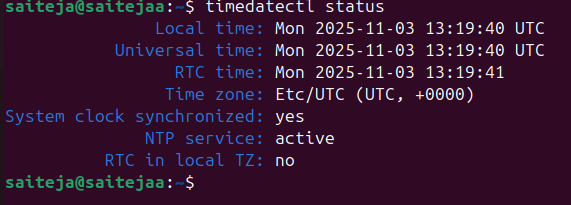 saiteja@saitejaa:~$ timedatectl status
Local time: Mon 2025-11-03 13:19:40 UTC
Universal time: Mon 2025-11-03 13:19:40 UTC
RTC time: Mon 2025-11-03 13:19:41
Time zone: Etc/UTC (UTC, +0000)
System clock synchronized: yes
NTP service: active
RTC in local TZ: no
saiteja@saitejaa:~$